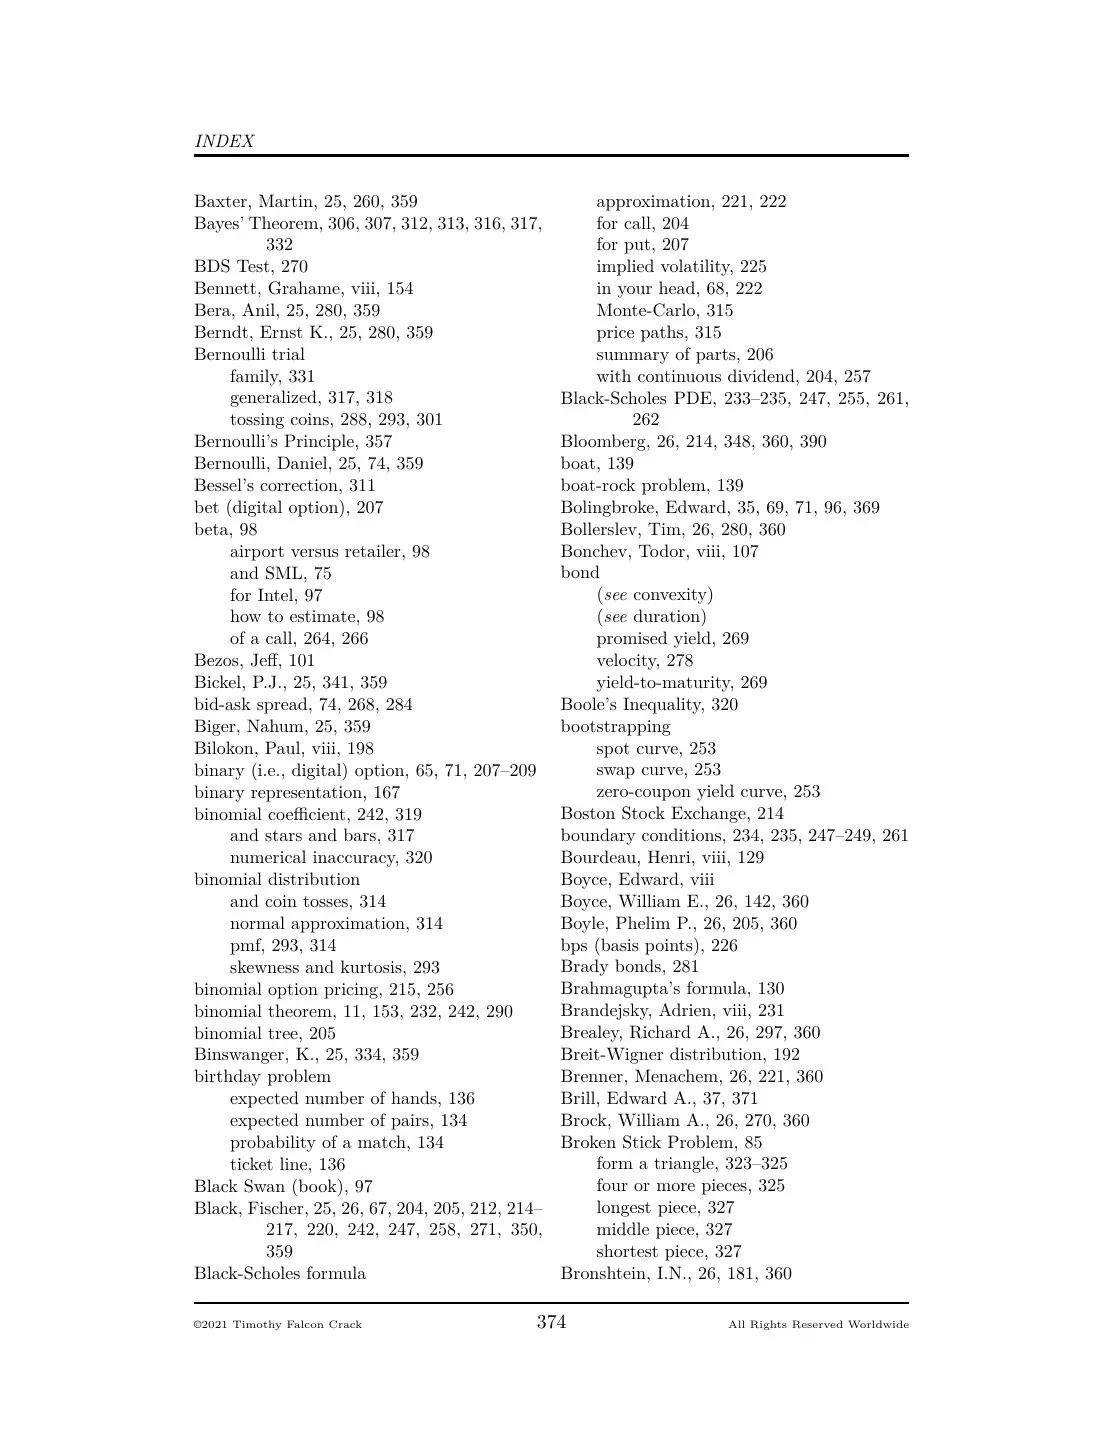 INDEX
Baxter, Martin, 25, 260, 359
Bayes' Theorem, 306, 307, 312, 313, 316, 317,
332
BDS Test, 270
Bennett, Grahame, viii, 154
Bera, Anil, 25, 280, 359
Berndt, Ernst K., 25, 280, 359
Bernoulli trial
family, 331
generalized, 317, 318
tossing coins, 288, 293, 301
Bernoulli's Principle, 357
Bernoulli, Daniel, 25, 74, 359
Bessel's correction, 311
bet (digital option), 207
beta, 98
airport versus retailer, 98
and SML, 75
for Intel, 97
how to estimate, 98
of a call, 264, 266
Bezos, Jeff, 101
Bickel, P.J., 25, 341, 359
bid-ask spread, 74, 268, 284
Biger, Nahum, 25, 359
Bilokon, Paul, viii, 198
binary (i.e., digital) option, 65, 71, 207–209
binary representation, 167
binomial coefficient, 242, 319
and stars and bars, 317
numerical inaccuracy, 320
binomial distribution
and coin tosses, 314
normal approximation, 314
pmf, 293, 314
skewness and kurtosis, 293
binomial option pricing, 215, 256
binomial theorem, 11, 153, 232, 242, 290
binomial tree, 205
Binswanger, K., 25, 334, 359
birthday problem
expected number of hands, 136
expected number of pairs, 134
probability of a match, 134
ticket line, 136
Black Swan (book), 97
Black, Fischer, 25, 26, 67, 204, 205, 212, 214–
217, 220, 242, 247, 258, 271, 350,
359
Black-Scholes formula
approximation, 221, 222
for call, 204
for put, 207
implied volatility, 225
in your head, 68, 222
Monte-Carlo, 315
price paths, 315
summary of parts, 206
with continuous dividend, 204, 257
Black-Scholes PDE, 233–235, 247, 255, 261,
262
Bloomberg, 26, 214, 348, 360, 390
boat, 139
boat-rock problem, 139
Bolingbroke, Edward, 35, 69, 71, 96, 369
Bollerslev, Tim, 26, 280, 360
Bonchev, Todor, viii, 107
bond
(see convexity)
(see duration)
promised yield, 269
velocity, 278
yield-to-maturity, 269
Boole's Inequality, 320
bootstrapping
spot curve, 253
swap curve, 253
zero-coupon yield curve, 253
Boston Stock Exchange, 214
boundary conditions, 234, 235, 247–249, 261
Bourdeau, Henri, viii, 129
Boyce, Edward, viii
Boyce, William E., 26, 142, 360
Boyle, Phelim P., 26, 205, 360
bps (basis points), 226
Brady bonds, 281
Brahmagupta's formula, 130
Brandejsky, Adrien, viii, 231
Brealey, Richard A., 26, 297, 360
Breit-Wigner distribution, 192
Brenner, Menachem, 26, 221, 360
Brill, Edward A., 37, 371
Brock, William A., 26, 270, 360
Broken Stick Problem, 85
form a triangle, 323–325
four or more pieces, 325
longest piece, 327
middle piece, 327
shortest piece, 327
Bronshtein, I.N., 26, 181, 360
©2021 Timothy Falcon Crack 374 All Rights Reserved Worldwide